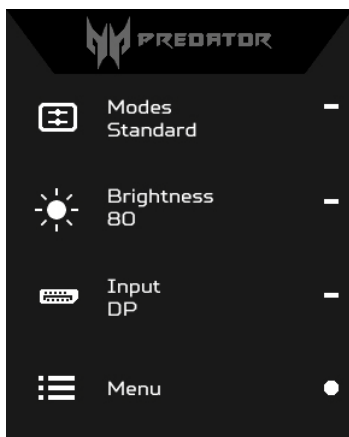 PREDATOR
Modes
Standard
Brightness
80
Input
DP
Menu